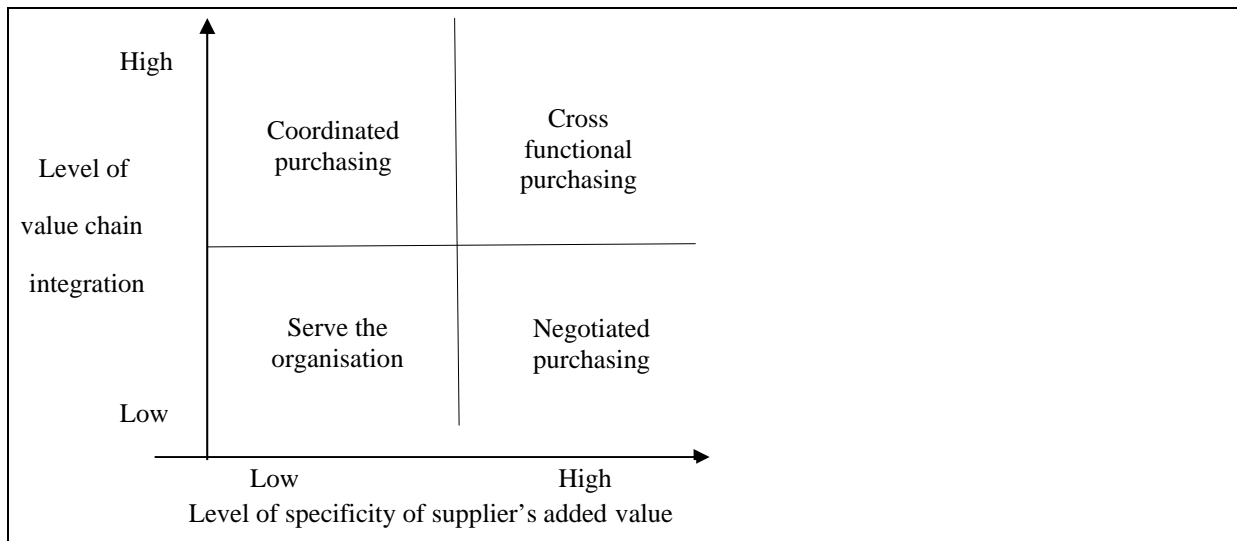 High
Coordinated
purchasing
Cross
functional
purchasing
Level of
value chain
integration
Serve the
organisation
Negotiated
purchasing
Low
Low
High
Level of specificity of supplier’s added value